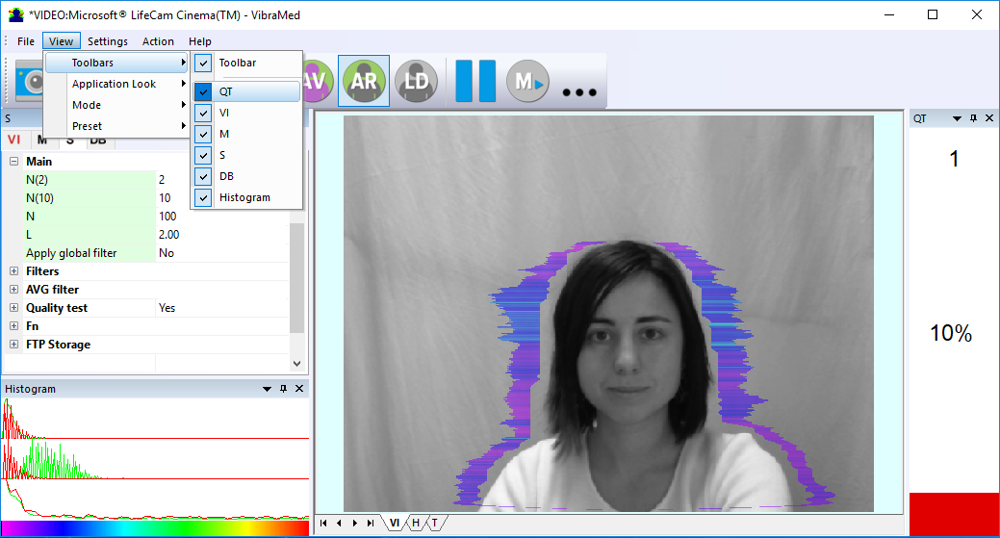 *VIDEO:Microsoft® LifeCam Cinema(TM) - VibraMed
File View Settings Action Help
Toolbars
Application Look
Mode
Preset
Toolbar
QT
VI
M
S
DB
Histogram
AV AR LD M
S
VI M S DB
Main
N(2) 2
N(10) 10
N 100
L 2.00
Apply global filter No
Filters
AVG filter
Quality test Yes
Fn
FTP Storage
Histogram
VI H T
QT
1
10%